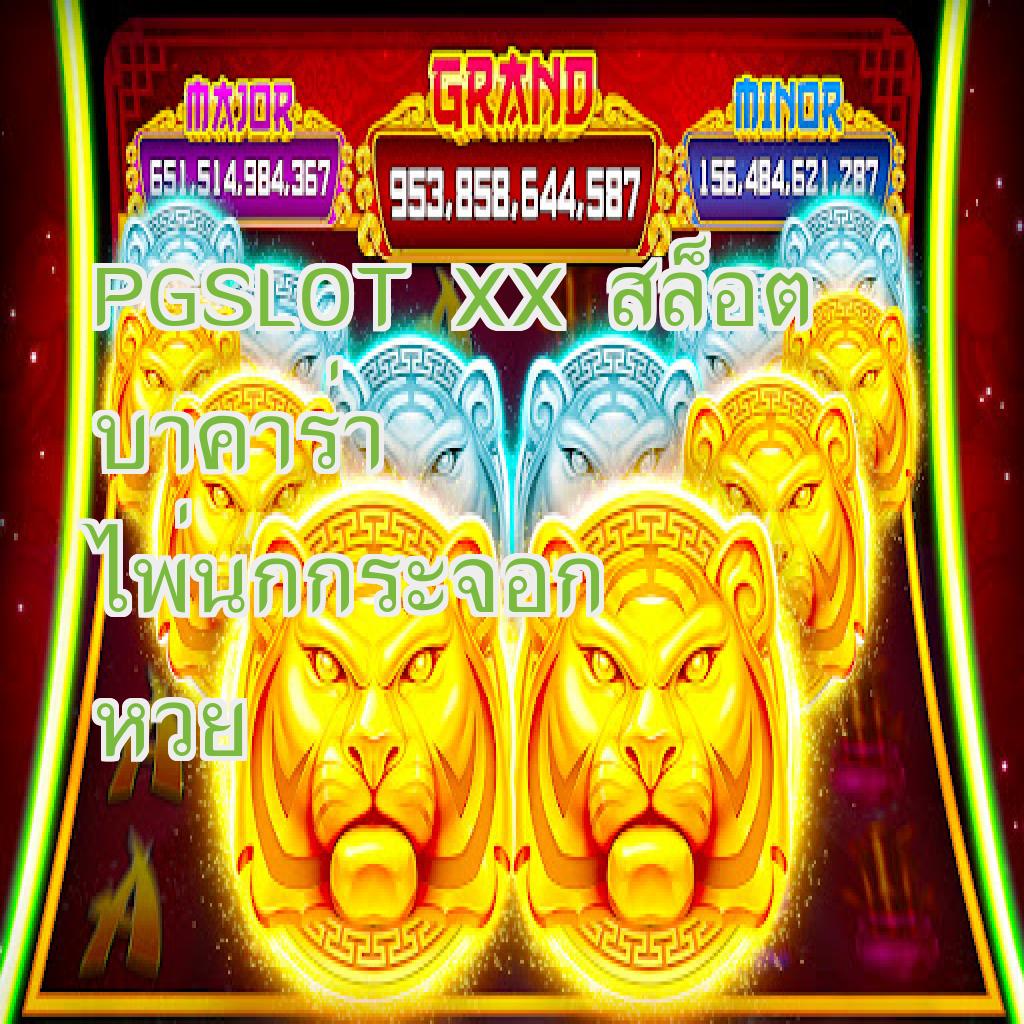 MAJOR GRAND MINOR
651,514,984,367 953,858,644,587 156,484,621,287
PGSLOT XX สล็อต
บาคาร่า
ไพ่นกกระจอก
หวย
A
A